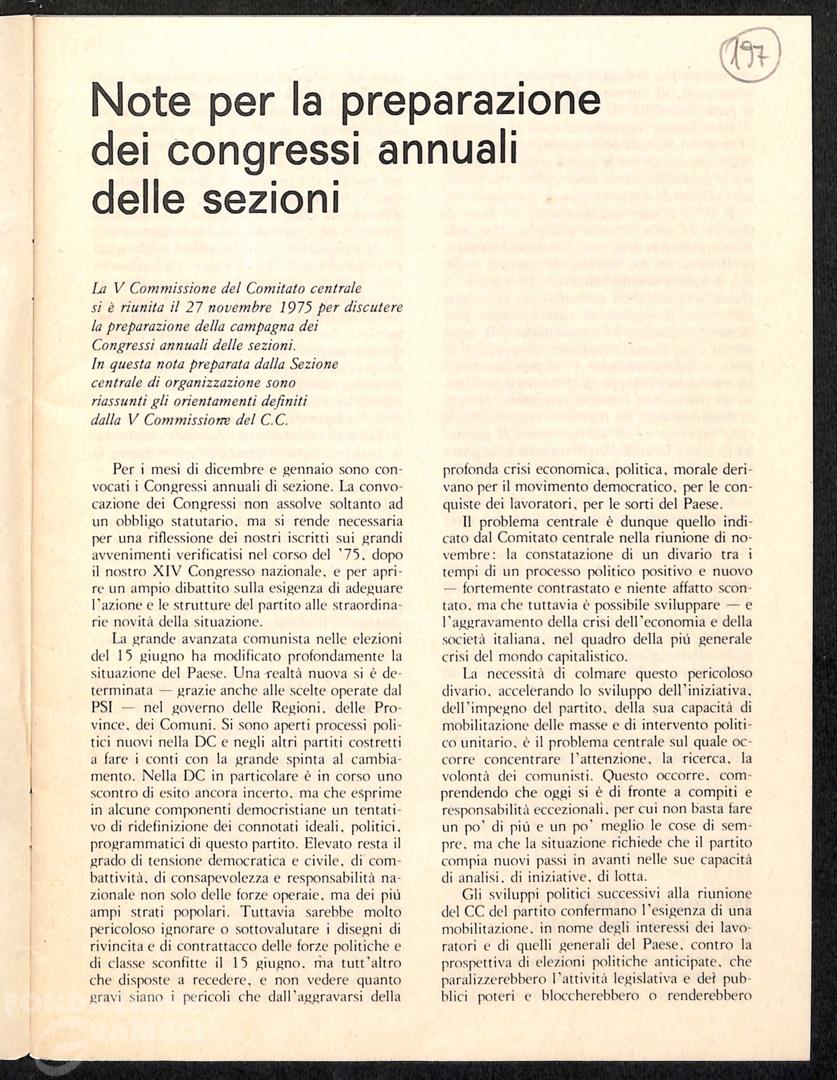 197
Note per la preparazione
dei congressi annuali
delle sezioni
La V Commissione del Comitato centrale
si è riunita il 27 novembre 1975 per discutere
la preparazione della campagna dei
Congressi annuali delle sezioni.
In questa nota preparata dalla Sezione
centrale di organizzazione sono
riassunti gli orientamenti definiti
dalla V Commissione del C.C.
Per i mesi di dicembre e gennaio sono con-
vocati i Congressi annuali di sezione. La convo-
cazione dei Congressi non assolve soltanto ad
un obbligo statutario, ma si rende necessaria
per una riflessione dei nostri iscritti sui grandi
avvenimenti verificatisi nel corso del '75, dopo
il nostro XIV Congresso nazionale, e per apri-
re un ampio dibattito sulla esigenza di adeguare
l'azione e le strutture del partito alle straordina-
rie novità della situazione.
La grande avanzata comunista nelle elezioni
del 15 giugno ha modificato profondamente la
situazione del Paese. Una realtà nuova si è de-
terminata — grazie anche alle scelte operate dal
PSI — nel governo delle Regioni, delle Pro-
vince, dei Comuni. Si sono aperti processi poli-
tici nuovi nella DC e negli altri partiti costretti
a fare i conti con la grande spinta al cambia-
mento. Nella DC in particolare è in corso uno
scontro di esito ancora incerto, ma che esprime
in alcune componenti democristiane un tentati-
vo di ridefinizione dei connotati ideali, politici,
programmatici di questo partito. Elevato resta il
grado di tensione democratica e civile, di com-
battività, di consapevolezza e responsabilità na-
zionale non solo delle forze operaie, ma dei piú
ampi strati popolari. Tuttavia sarebbe molto
pericoloso ignorare o sottovalutare i disegni di
rivincita e di contrattacco delle forze politiche e
di classe sconfitte il 15 giugno, ma tutt'altro
che disposte a recedere, e non vedere quanto
gravi siano i pericoli che dall'aggravarsi della
profonda crisi economica, politica, morale deri-
vano per il movimento democratico, per le con-
quiste dei lavoratori, per le sorti del Paese.
Il problema centrale è dunque quello indi-
cato dal Comitato centrale nella riunione di no-
vembre: la constatazione di un divario tra i
tempi di un processo politico positivo e nuovo
— fortemente contrastato e niente affatto scon-
tato, ma che tuttavia è possibile sviluppare — e
l'aggravamento della crisi dell'economia e della
società italiana, nel quadro della piú generale
crisi del mondo capitalistico.
La necessità di colmare questo pericoloso
divario, accelerando lo sviluppo dell'iniziativa,
dell'impegno del partito, della sua capacità di
mobilitazione delle masse e di intervento politi-
co unitario, è il problema centrale sul quale oc-
corre concentrare l'attenzione, la ricerca, la
volontà dei comunisti. Questo occorre, com-
prendendo che oggi si è di fronte a compiti e
responsabilità eccezionali, per cui non basta fare
un po' di piú e un po' meglio le cose di sem-
pre, ma che la situazione richiede che il partito
compia nuovi passi in avanti nelle sue capacità
di analisi, di iniziative, di lotta.
Gli sviluppi politici successivi alla riunione
del CC del partito confermano l'esigenza di una
mobilitazione, in nome degli interessi dei lavo-
ratori e di quelli generali del Paese, contro la
prospettiva di elezioni politiche anticipate, che
paralizzerebbero l'attività legislativa e dei pub-
blici poteri e bloccherebbero o renderebbero